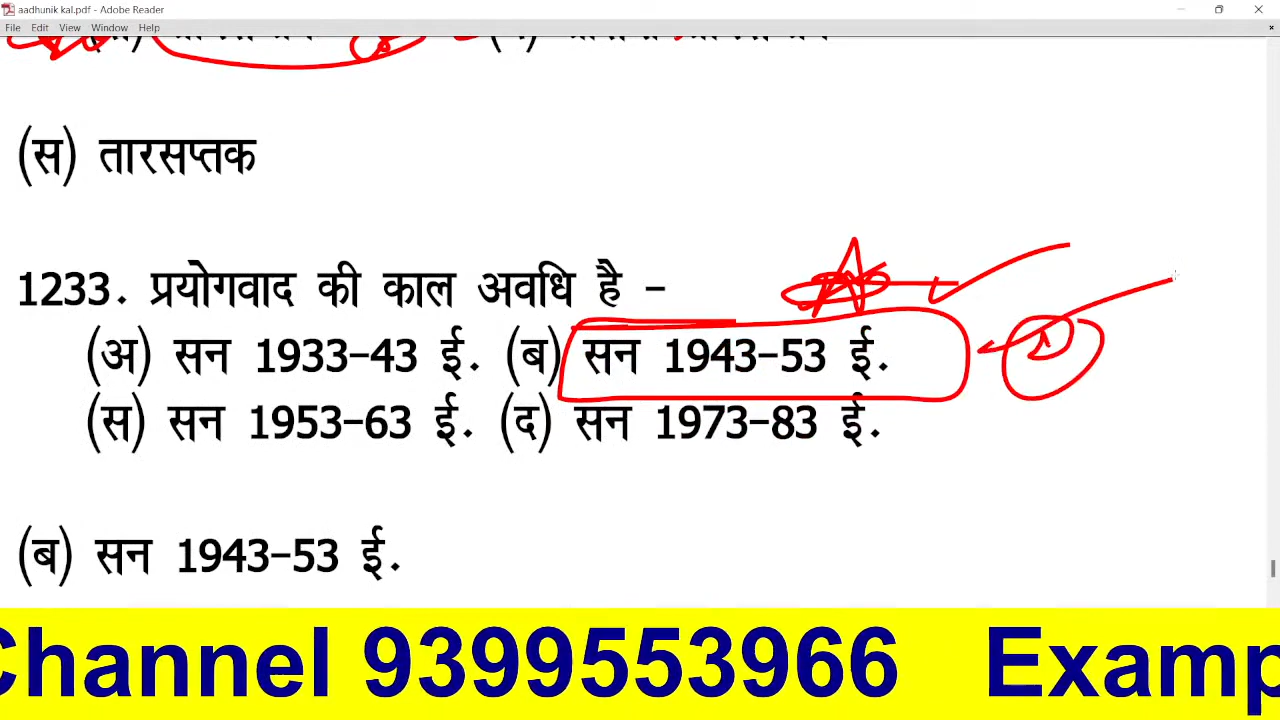 aadhunik kal.pdf - Adobe Reader
File Edit View Window Help
(स) तारसप्तक
1233. प्रयोगवाद की काल अवधि है -
(अ) सन 1933-43 ई. (ब) सन 1943-53 ई.
(स) सन 1953-63 ई. (द) सन 1973-83 ई.
(ब) सन 1943-53 ई.
Channel 9399553966 Examp